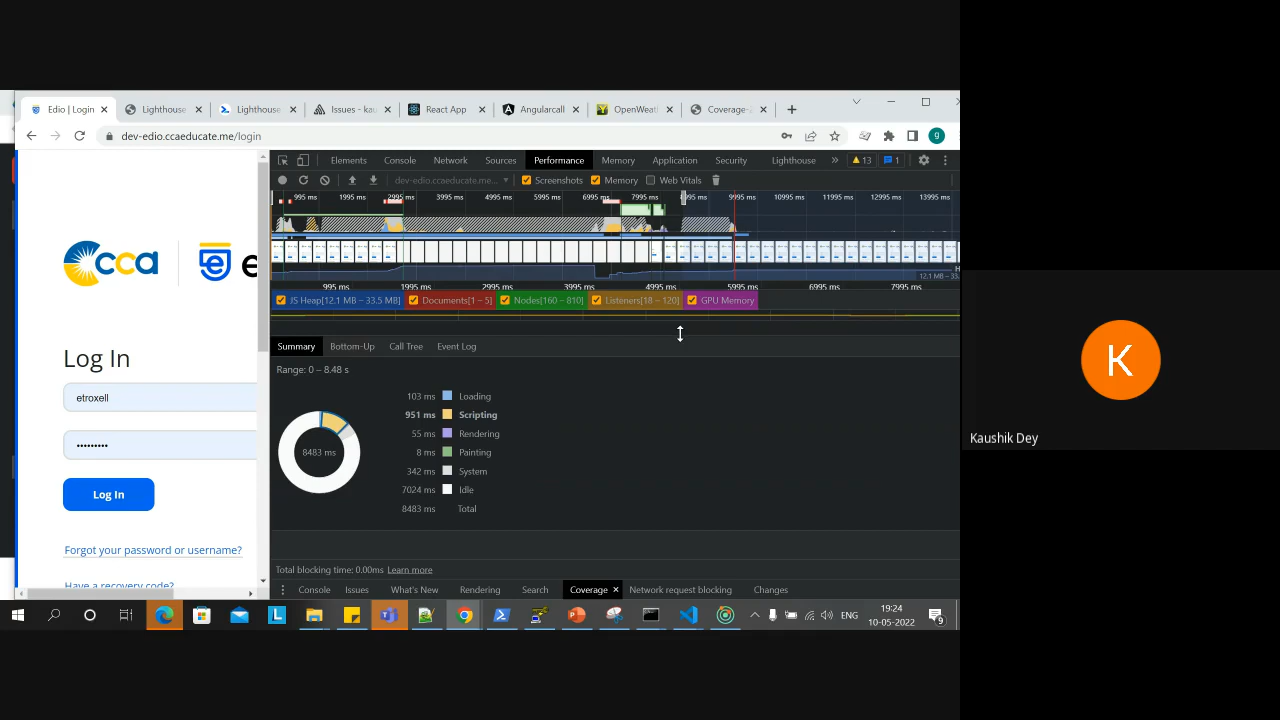 Edio | Login
Lighthouse
Lighthouse
Issues - kau
React App
Angularcall
OpenWeat
Coverage-
dev-edio.ccaeducate.me/login
g
Elements Console Network Sources Performance Memory Application Security Lighthouse » 13 1
dev-edio.ccaeducate.me... Screenshots Memory Web Vitals
995 ms 1995 ms 2995 ms 3995 ms 4995 ms 5995 ms 6995 ms 7995 ms 9995 ms 10995 ms 11995 ms 12995 ms 13995 ms
12.1 MB – 33.
995 ms 1995 ms 4995 ms 5995 ms 6995 ms 7995 ms
JS Heap[12.1 MB – 33.5 MB] Documents[1 – 5] Nodes[160 – 810] Listeners[18 – 120] GPU Memory
Summary Bottom-Up Call Tree Event Log
Range: 0 – 8.48 s
8483 ms
103 ms Loading
951 ms Scripting
55 ms Rendering
8 ms Painting
342 ms System
7024 ms Idle
8483 ms Total
Total blocking time: 0.00ms Learn more
Console Issues What's New Rendering Search Coverage × Network request blocking Changes
cca e
Log In
etroxell
•••••••••
Log In
Forgot your password or username?
Have a recovery code?
L
ENG
19:24
10-05-2022
9
K
Kaushik Dey